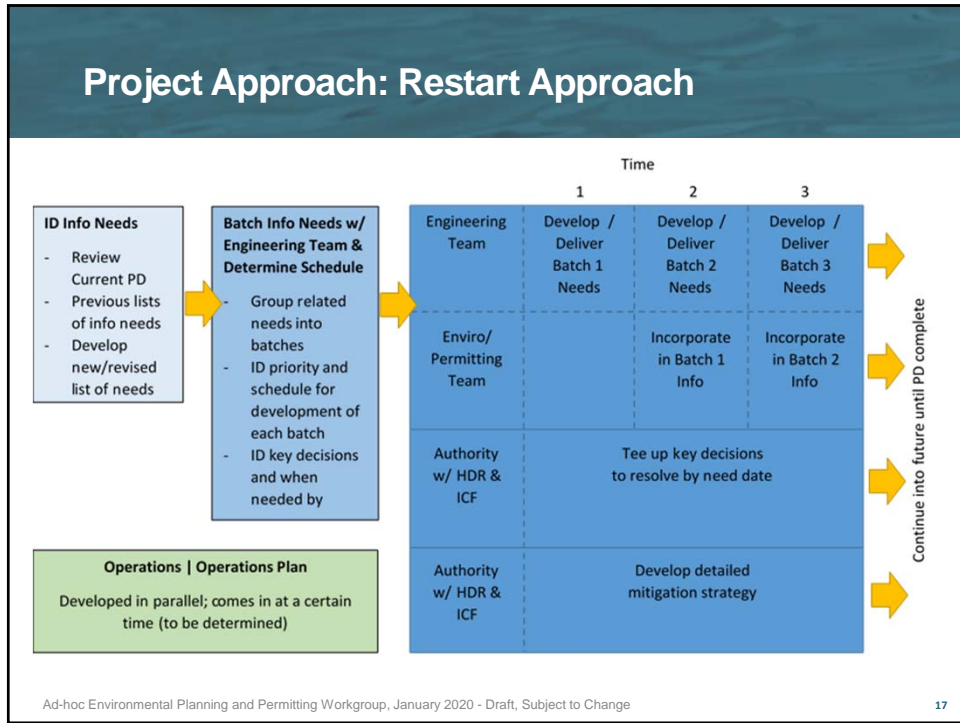 Project Approach: Restart Approach
ID Info Needs
- Review
Current PD
- Previous lists
of info needs
- Develop
new/revised
list of needs
Batch Info Needs w/
Engineering Team &
Determine Schedule
- Group related
needs into
batches
- ID priority and
schedule for
development of
each batch
- ID key decisions
and when
needed by
Operations | Operations Plan
Developed in parallel; comes in at a certain
time (to be determined)
Time
1 2 3
Engineering
Team
Develop /
Deliver
Batch 1
Needs
Develop /
Deliver
Batch 2
Needs
Develop /
Deliver
Batch 3
Needs
Enviro/
Permitting
Team
Incorporate
in Batch 1
Info
Incorporate
in Batch 2
Info
Authority
w/ HDR &
ICF
Tee up key decisions
to resolve by need date
Authority
w/ HDR &
ICF
Develop detailed
mitigation strategy
Continue into future until PD complete
Ad-hoc Environmental Planning and Permitting Workgroup, January 2020 - Draft, Subject to Change
17